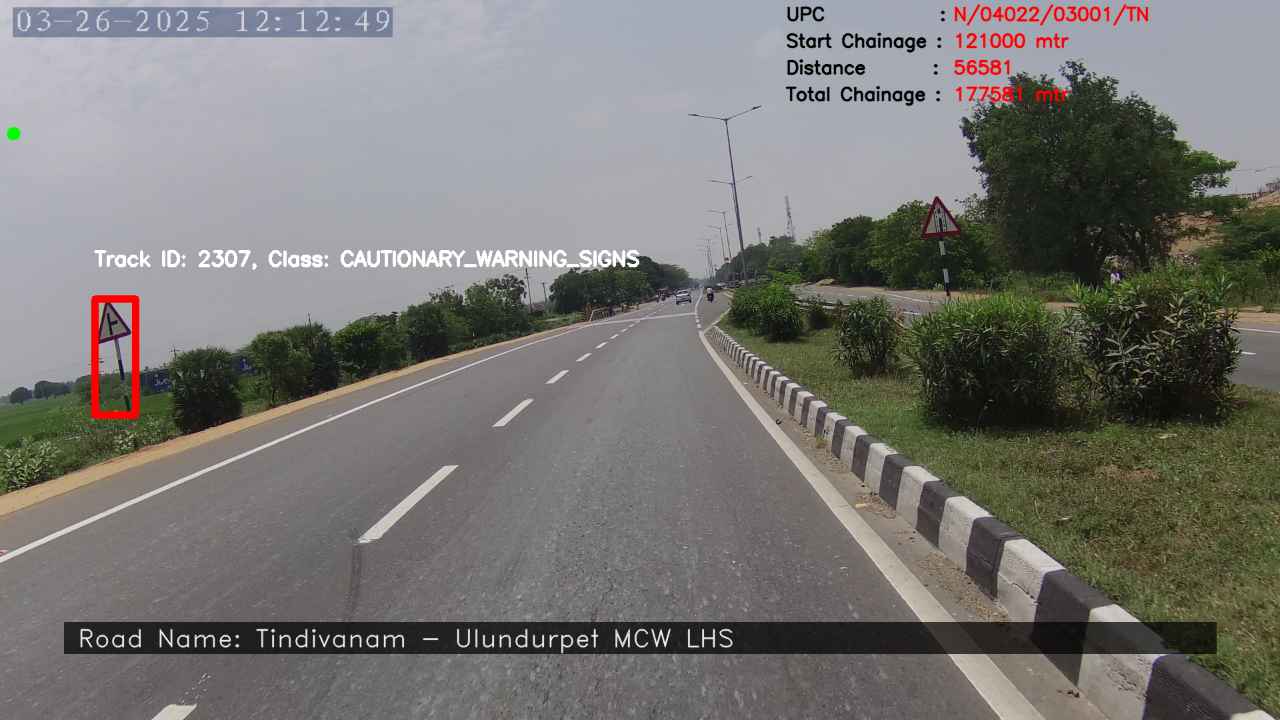 03-26-2025 12:12:49
UPC : N/04022/03001/TN
Start Chainage : 121000 mtr
Distance : 56581
Total Chainage : 177581 mtr
Track ID: 2307, Class: CAUTIONARY_WARNING_SIGNS
Road Name: Tindivanam - Ulundurpet MCW LHS